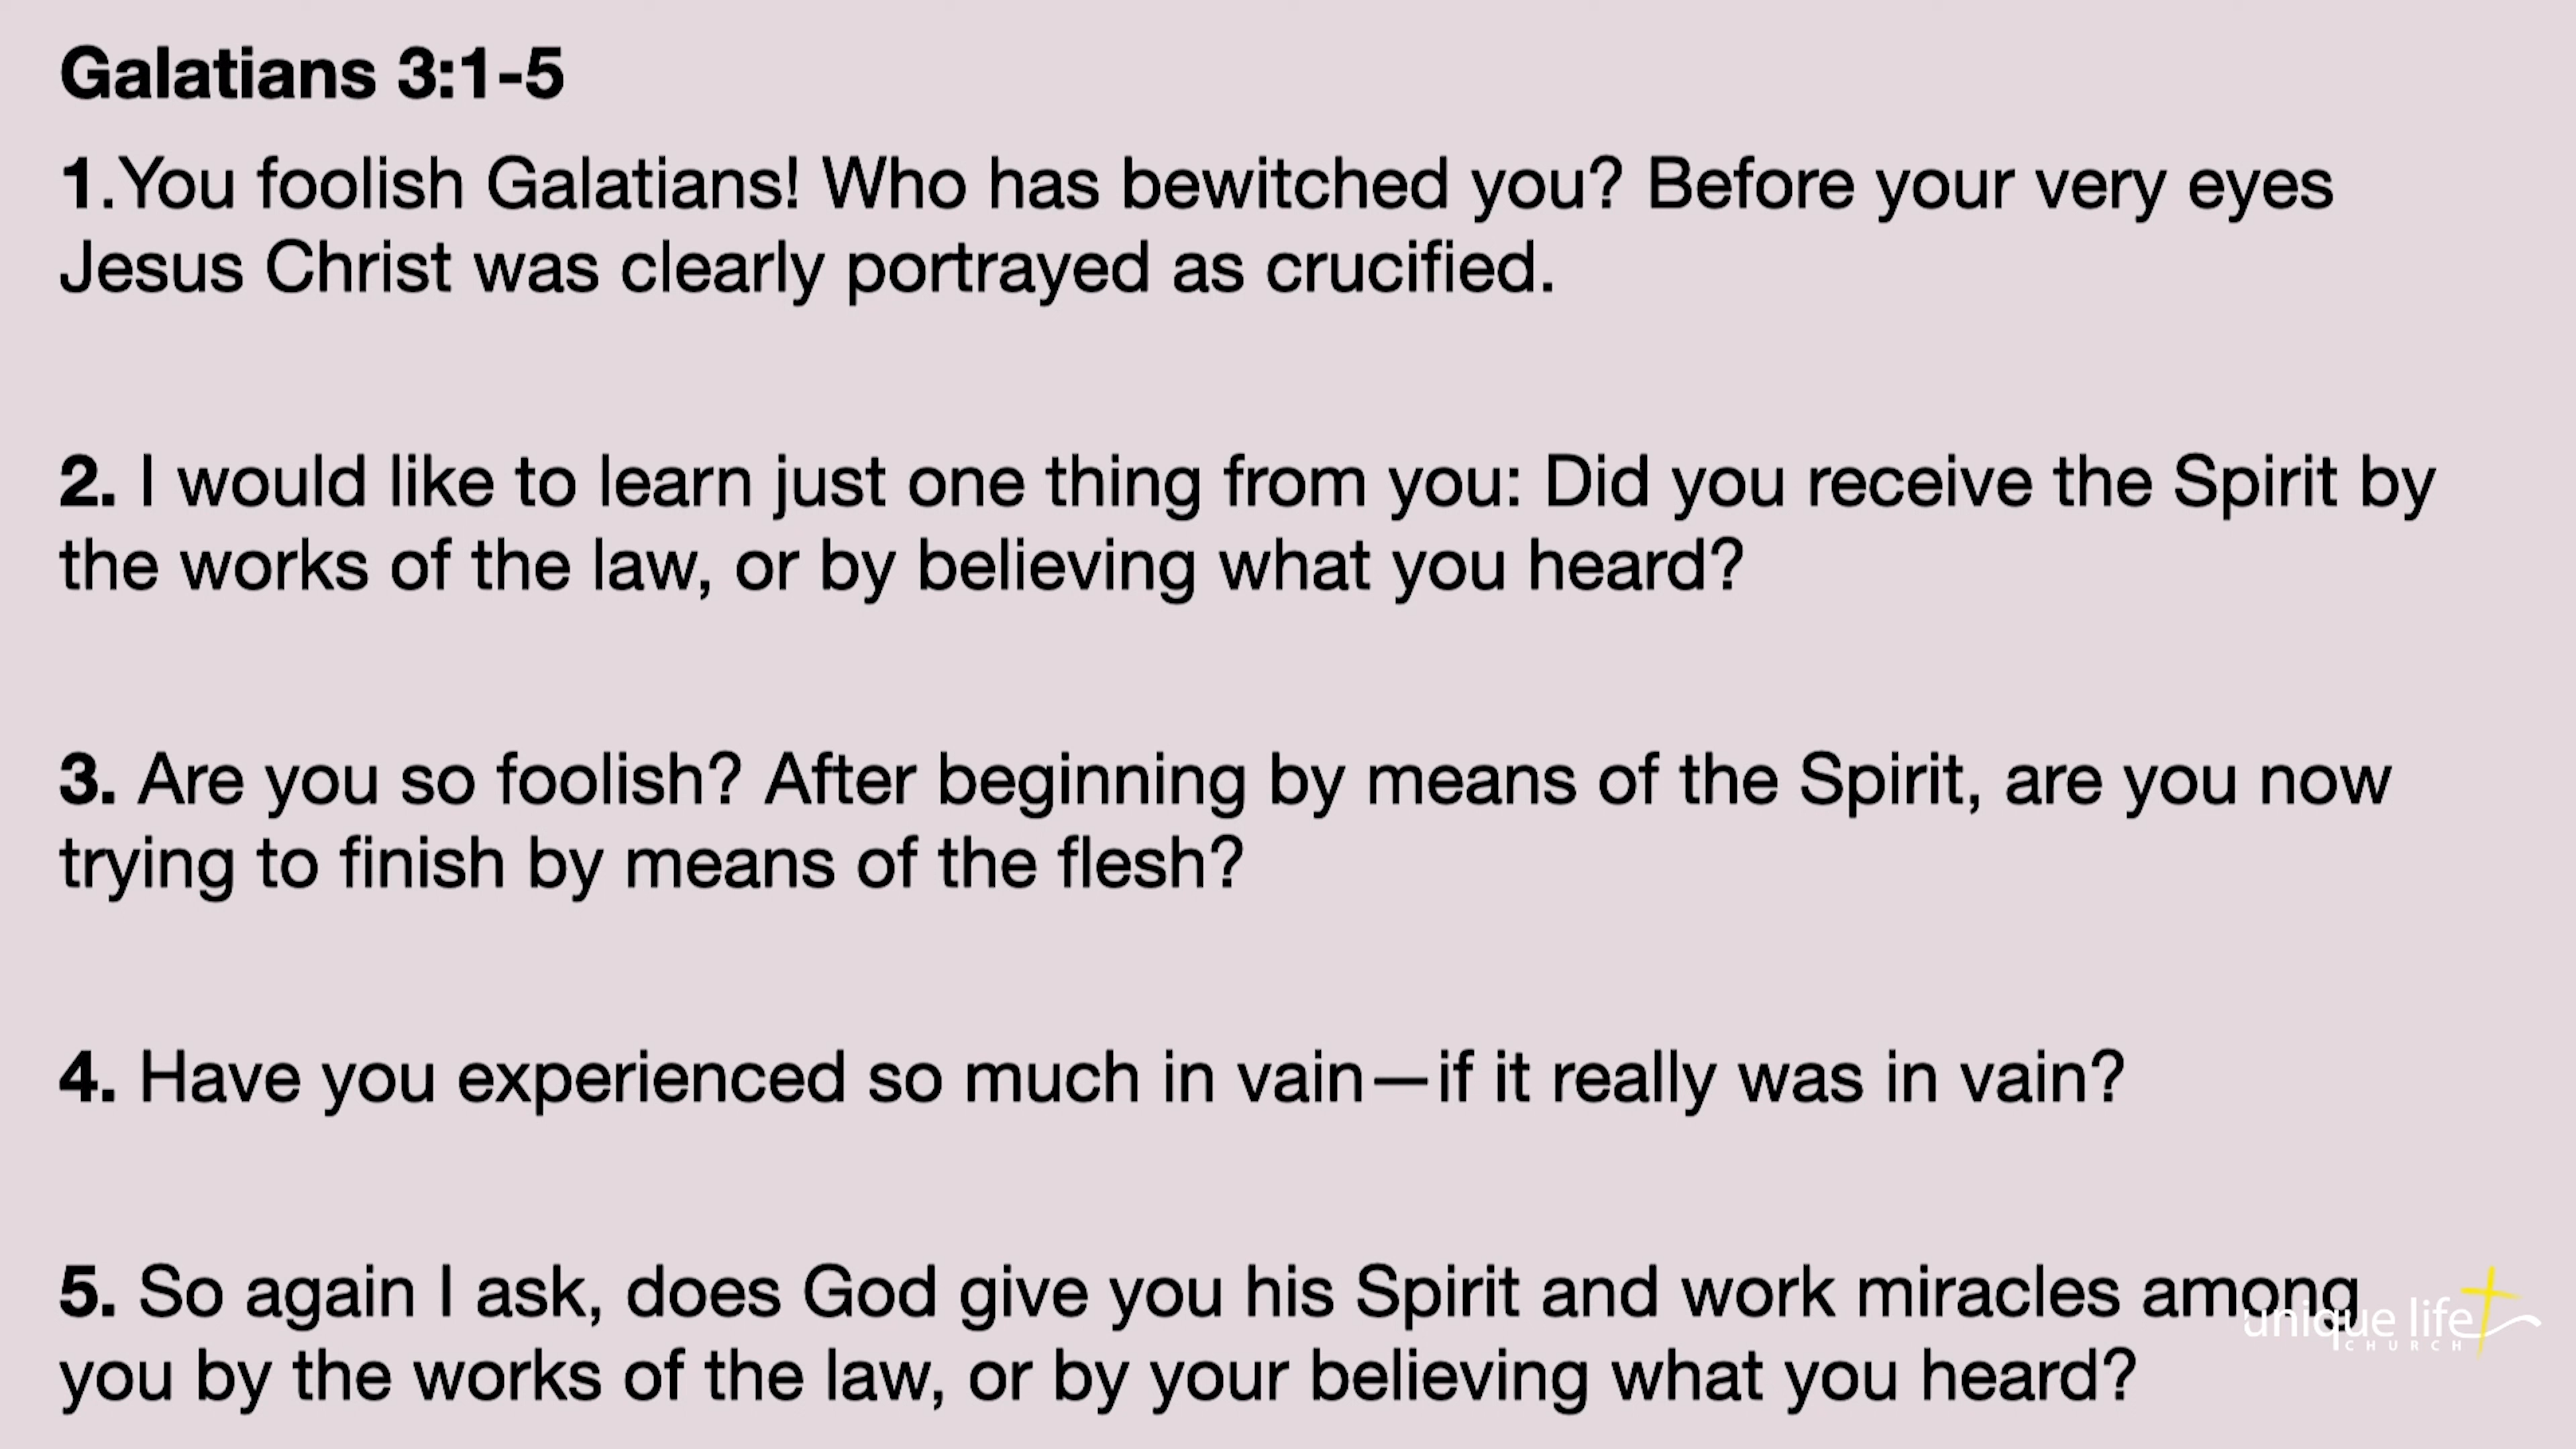 Galatians 3:1-5
1.You foolish Galatians! Who has bewitched you? Before your very eyes
Jesus Christ was clearly portrayed as crucified.
2. I would like to learn just one thing from you: Did you receive the Spirit by
the works of the law, or by believing what you heard?
3. Are you so foolish? After beginning by means of the Spirit, are you now
trying to finish by means of the flesh?
4. Have you experienced so much in vain—if it really was in vain?
5. So again I ask, does God give you his Spirit and work miracles among
you by the works of the law, or by your believing what you heard?
unique life
CHURCH